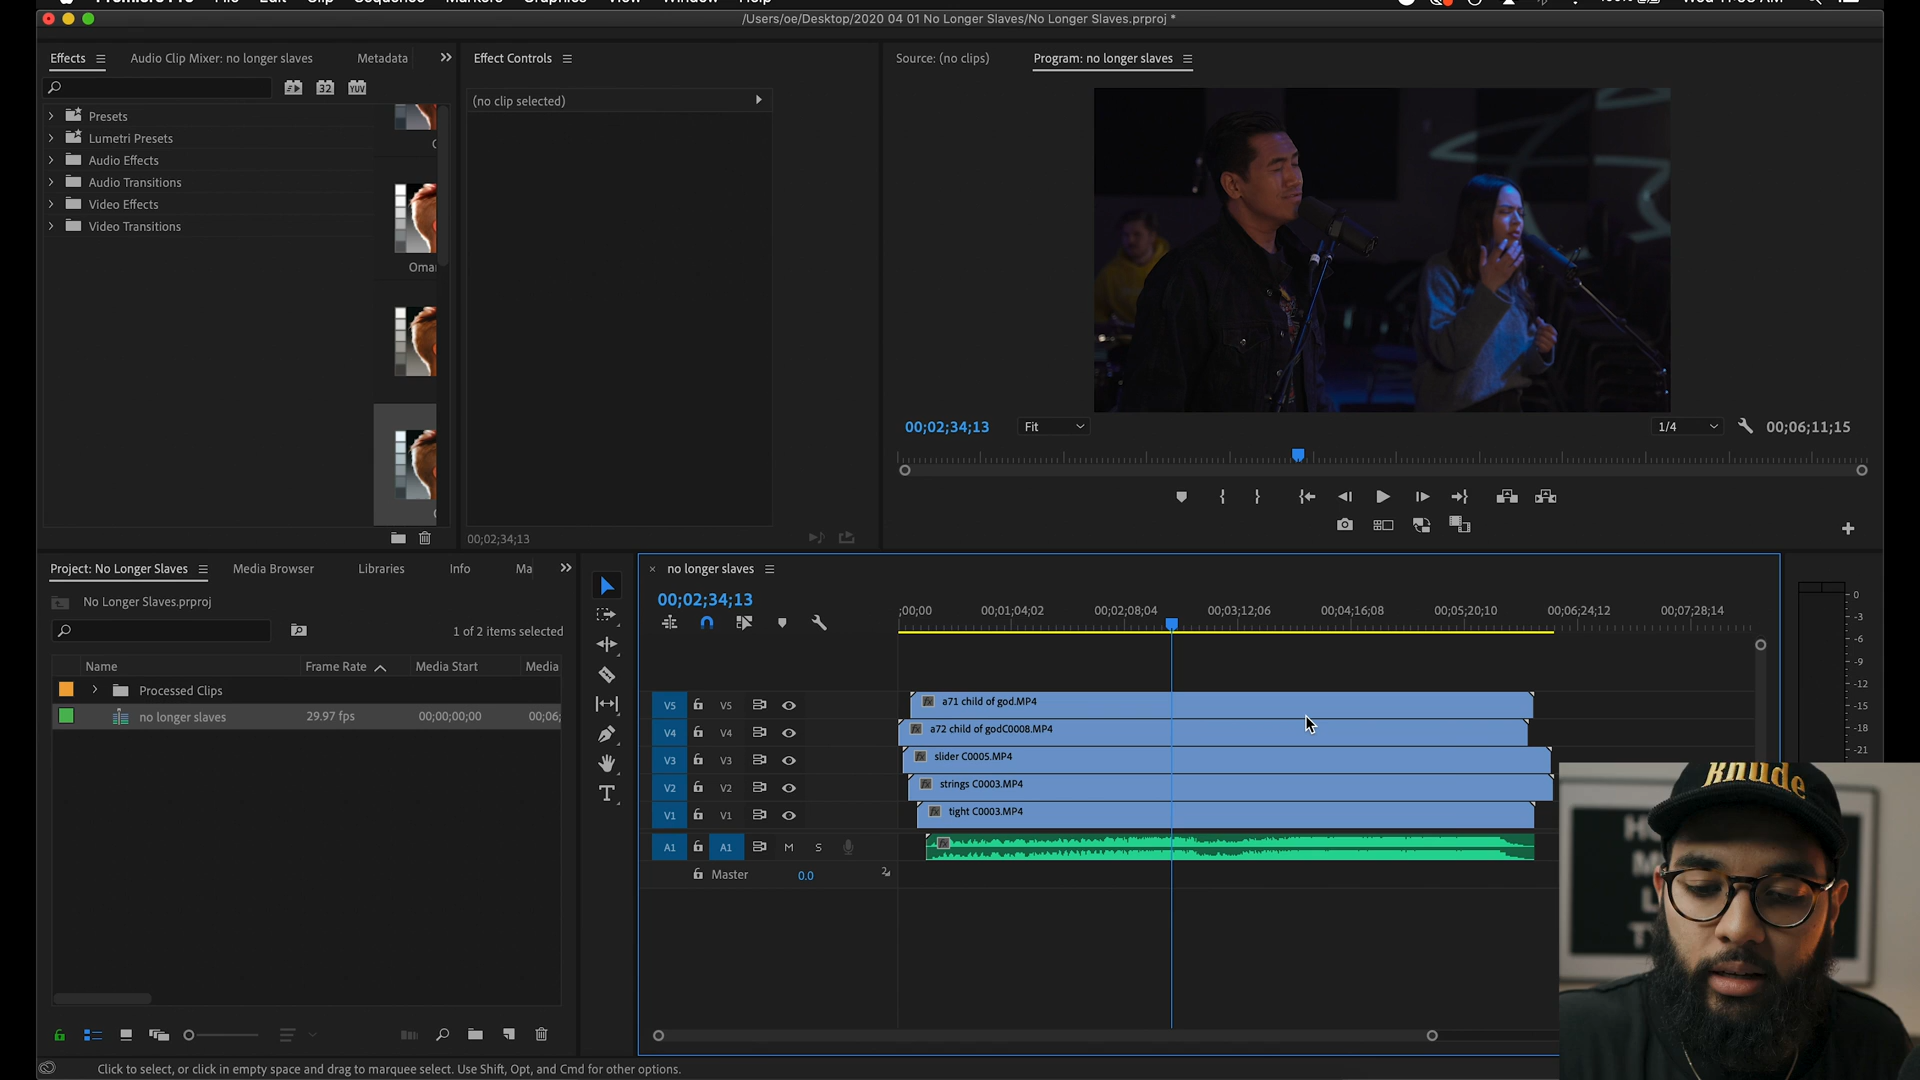 Premiere Pro File Edit Clip Sequence Markers Graphics View Window Help
/Users/oe/Desktop/2020 04 01 No Longer Slaves/No Longer Slaves.prproj *
Effects Audio Clip Mixer: no longer slaves Metadata
Effect Controls
Source: (no clips) Program: no longer slaves
32 YUV
(no clip selected)
Presets
Lumetri Presets
Audio Effects
Audio Transitions
Video Effects
Video Transitions
Omar
00;02;34;13
00;02;34;13 Fit 1/4 00;06;11;15
Project: No Longer Slaves Media Browser Libraries Info Ma
No Longer Slaves.prproj
1 of 2 items selected
Name Frame Rate Media Start Media
Processed Clips
no longer slaves 29.97 fps 00;00;00;00 00;06;
no longer slaves
00;02;34;13
;00;00 00;01;04;02 00;02;08;04 00;03;12;06 00;04;16;08 00;05;20;10 00;06;24;12 00;07;28;14
V5 V5 a71 child of god.MP4
V4 V4 a72 child of godC0008.MP4
V3 V3 slider C0005.MP4
V2 V2 strings C0003.MP4
V1 V1 tight C0003.MP4
A1 A1 M S
Master 0.0
0
-3
-6
-9
-12
-15
-18
-21
knude
Click to select, or click in empty space and drag to marquee select. Use Shift, Opt, and Cmd for other options.